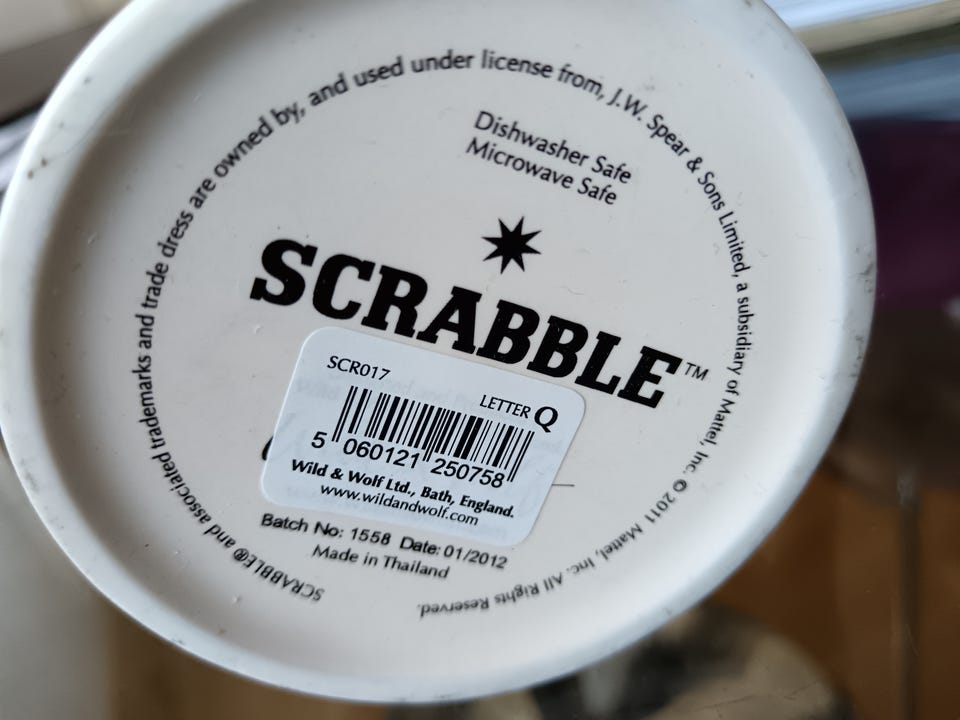 SCRABBLE® and associated trademarks and trade dress are owned by, and used under license from, J.W. Spear & Sons Limited, a subsidiary of Mattel, Inc. © 2011 Mattel, Inc. All Rights Reserved.
Dishwasher Safe
Microwave Safe
SCRABBLE™
SCR017
LETTER Q
5 060121 250758
Wild & Wolf Ltd., Bath, England.
www.wildandwolf.com
Batch No: 1558 Date: 01/2012
Made in Thailand